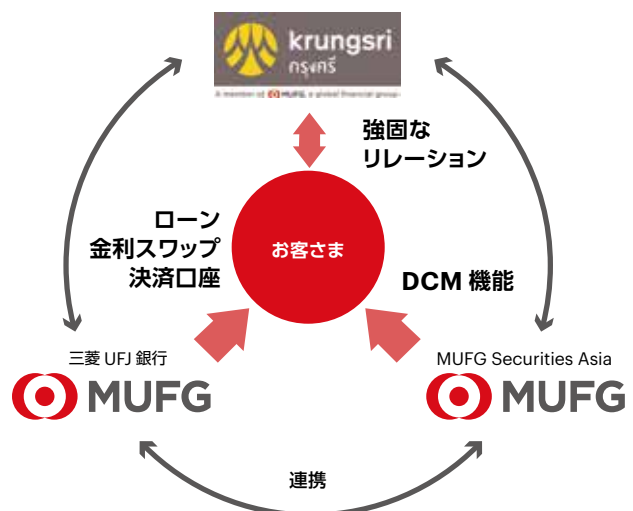 krungsri
กรุงศรี
A member of MUFG, a global financial group
強固な
リレーション
ローン
金利スワップ
決済口座
お客さま
DCM 機能
三菱 UFJ 銀行
MUFG
MUFG Securities Asia
MUFG
連携